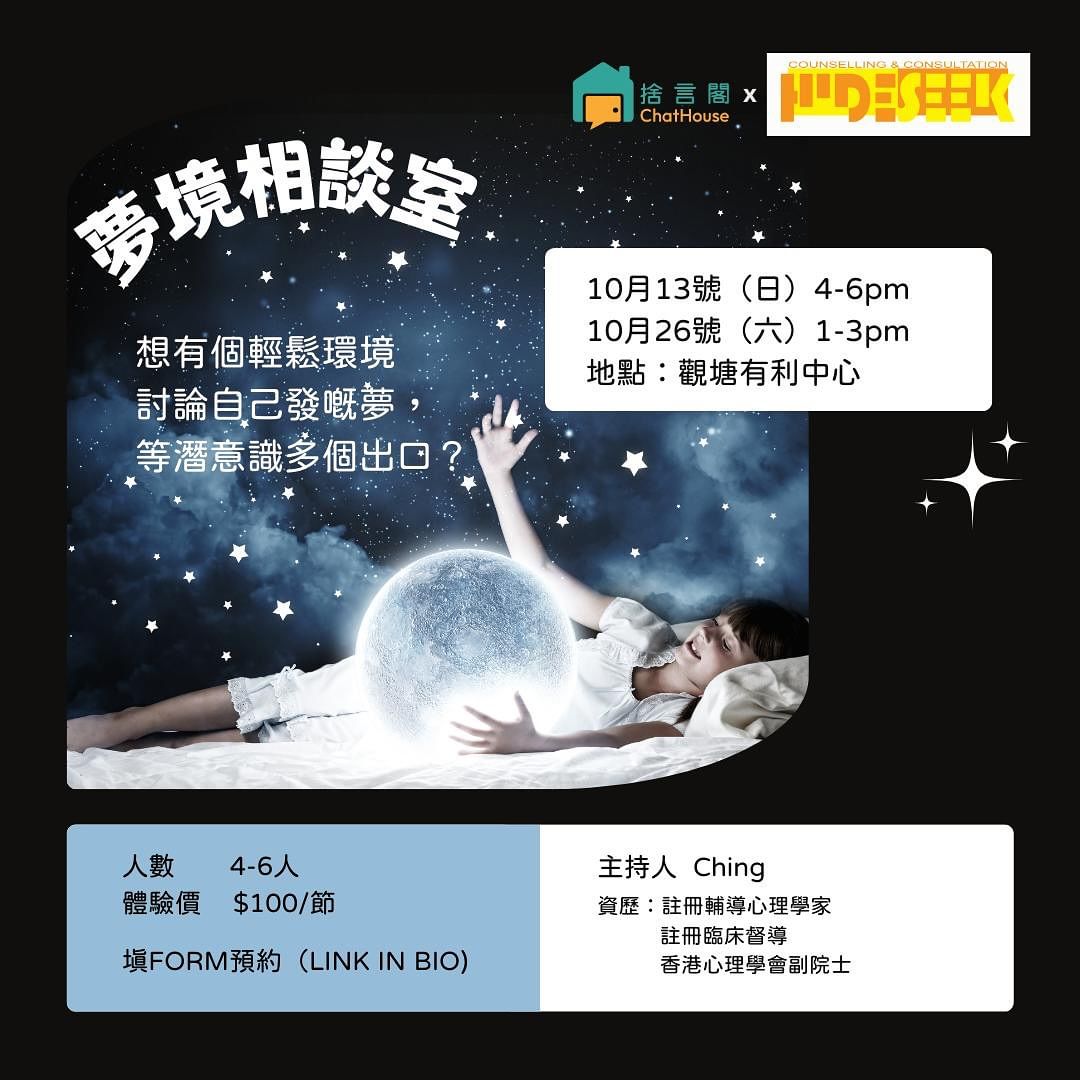 捨言閣
ChatHouse
x
COUNSELLING & CONSULTATION
HIDESEEK
夢境相談室
10月13號（日）4-6pm
10月26號（六）1-3pm
地點：觀塘有利中心
想有個輕鬆環境
討論自己發嘅夢，
等潛意識多個出口？
人數 4-6人
體驗價 $100/節
填FORM預約（LINK IN BIO)
主持人 Ching
資歷：註冊輔導心理學家
註冊臨床督導
香港心理學會副院士